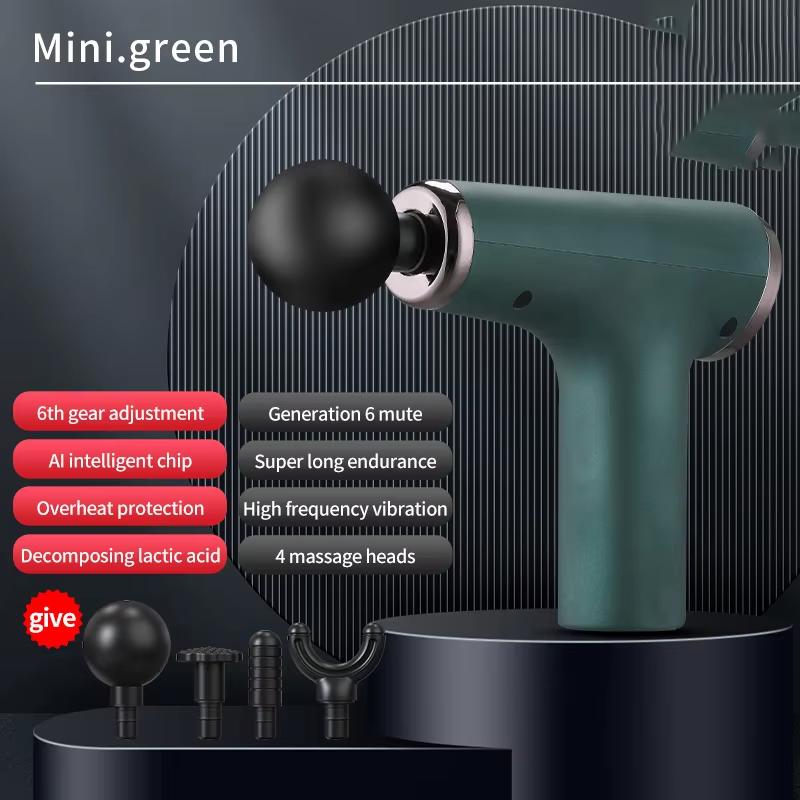 Mini.green
6th gear adjustment
Generation 6 mute
AI intelligent chip
Super long endurance
Overheat protection
High frequency vibration
Decomposing lactic acid
4 massage heads
give